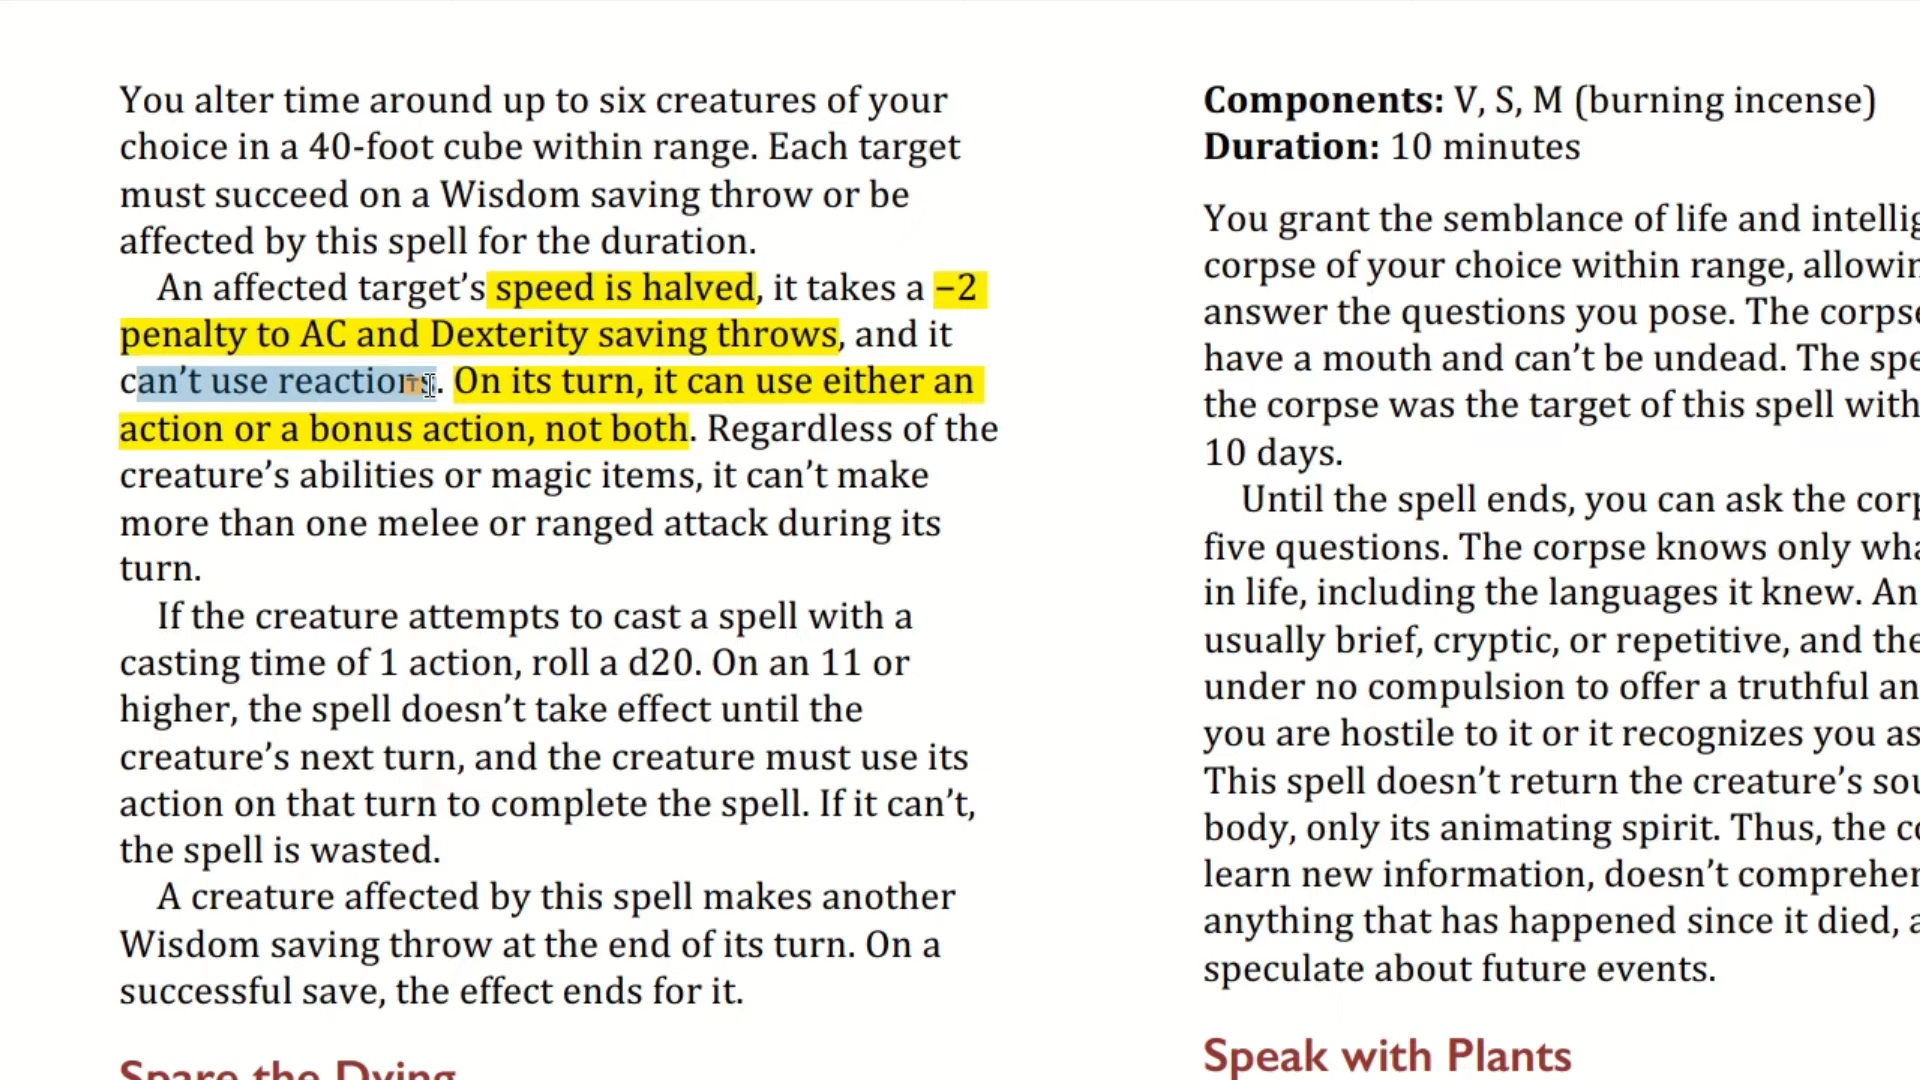 You alter time around up to six creatures of your
choice in a 40-foot cube within range. Each target
must succeed on a Wisdom saving throw or be
affected by this spell for the duration.
An affected target’s speed is halved, it takes a −2
penalty to AC and Dexterity saving throws, and it
can’t use reactions. On its turn, it can use either an
action or a bonus action, not both. Regardless of the
creature’s abilities or magic items, it can’t make
more than one melee or ranged attack during its
turn.
If the creature attempts to cast a spell with a
casting time of 1 action, roll a d20. On an 11 or
higher, the spell doesn’t take effect until the
creature’s next turn, and the creature must use its
action on that turn to complete the spell. If it can’t,
the spell is wasted.
A creature affected by this spell makes another
Wisdom saving throw at the end of its turn. On a
successful save, the effect ends for it.
Spare the Dying
Components: V, S, M (burning incense)
Duration: 10 minutes
You grant the semblance of life and
corpse of your choice within range,
answer the questions you pose. The
have a mouth and can’t be undead. The
the corpse was the target of this spell
10 days.
Until the spell ends, you can ask the
five questions. The corpse knows only
in life, including the languages it knew.
usually brief, cryptic, or repetitive, and
under no compulsion to offer a truthful
you are hostile to it or it recognizes you as
This spell doesn’t return the creature’s
body, only its animating spirit. Thus, the
learn new information, doesn’t
anything that has happened since it died,
speculate about future events.
Speak with Plants